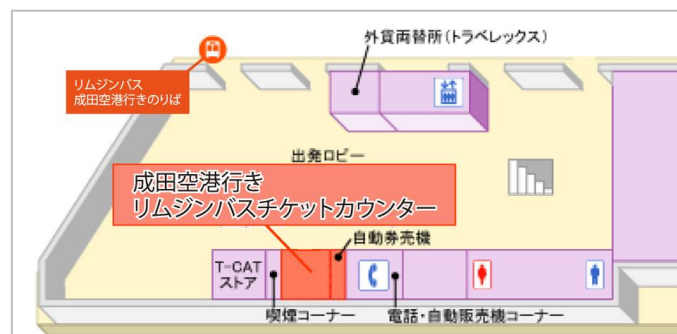 外貨両替所(トラベレックス)
リムジンバス
成田空港行きのりば
出発ロビー
成田空港行き
リムジンバスチケットカウンター
自動券売機
T-CAT
ストア
喫煙コーナー
電話・自動販売機コーナー